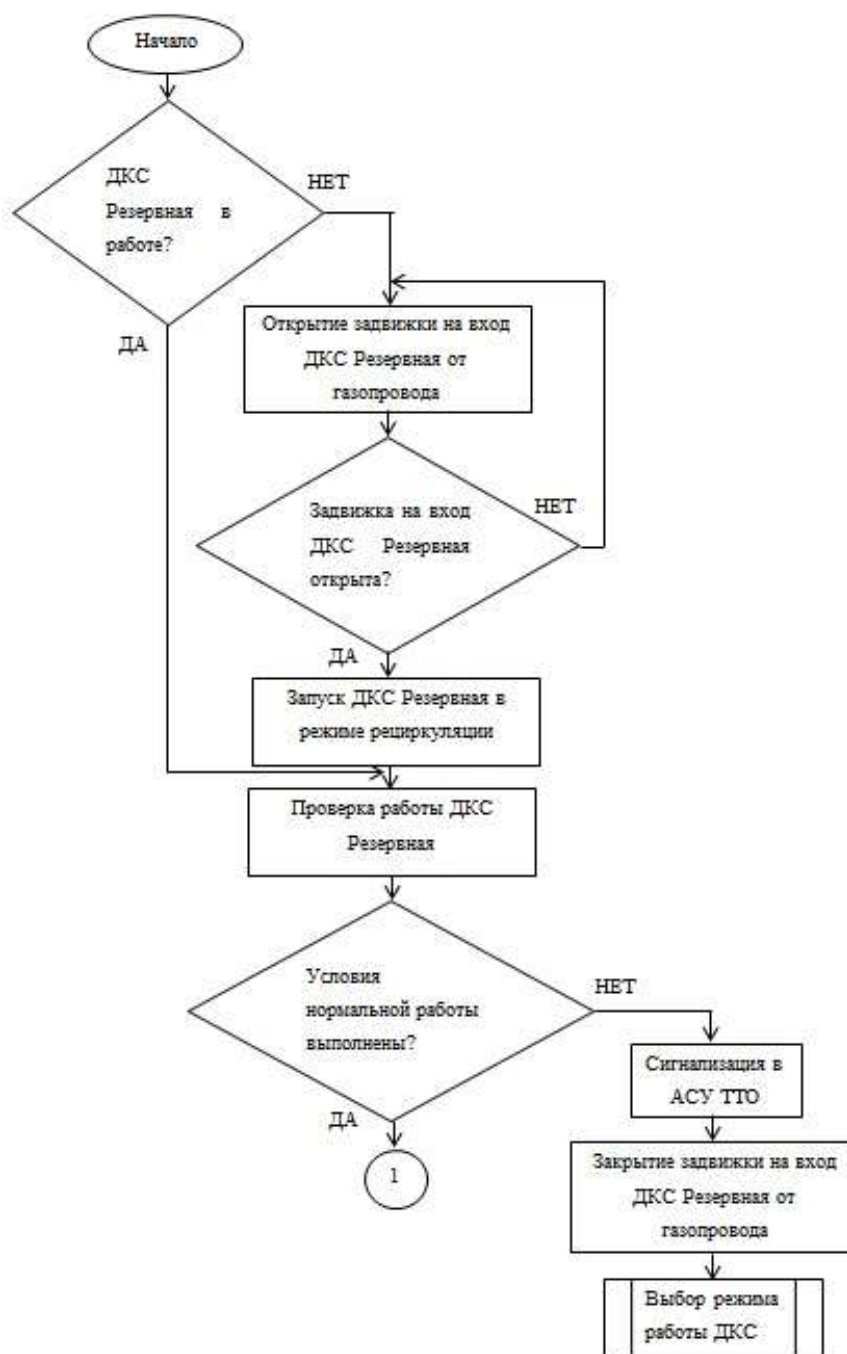 Начало
ДКС
Резервная в
работе?
НЕТ
ДА
Открытие задвижки на вход
ДКС Резервная от
газопровода
Задвижка на вход
ДКС Резервная
открыта?
НЕТ
ДА
Запуск ДКС Резервная в
режиме рециркуляции
Проверка работы ДКС
Резервная
Условия
нормальной работы
выполнены?
НЕТ
ДА
1
Сигнализация в
АСУ ТТО
Закрытие задвижки на вход
ДКС Резервная от
газопровода
Выбор режима
работы ДКС